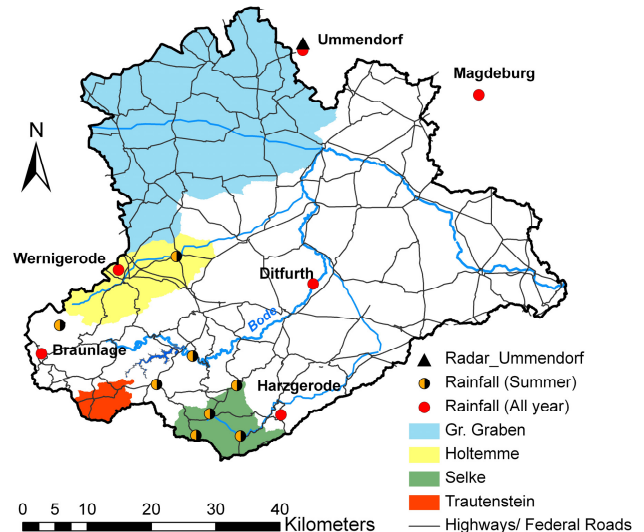 Ummendorf
Magdeburg
N
Wernigerode
Ditfurth
Bode
Braunlage
Harzgerode
Radar_Ummendorf
Rainfall (Summer)
Rainfall (All year)
Gr. Graben
Holtemme
Selke
Trautenstein
Highways/ Federal Roads
0 5 10 20 30 40
Kilometers